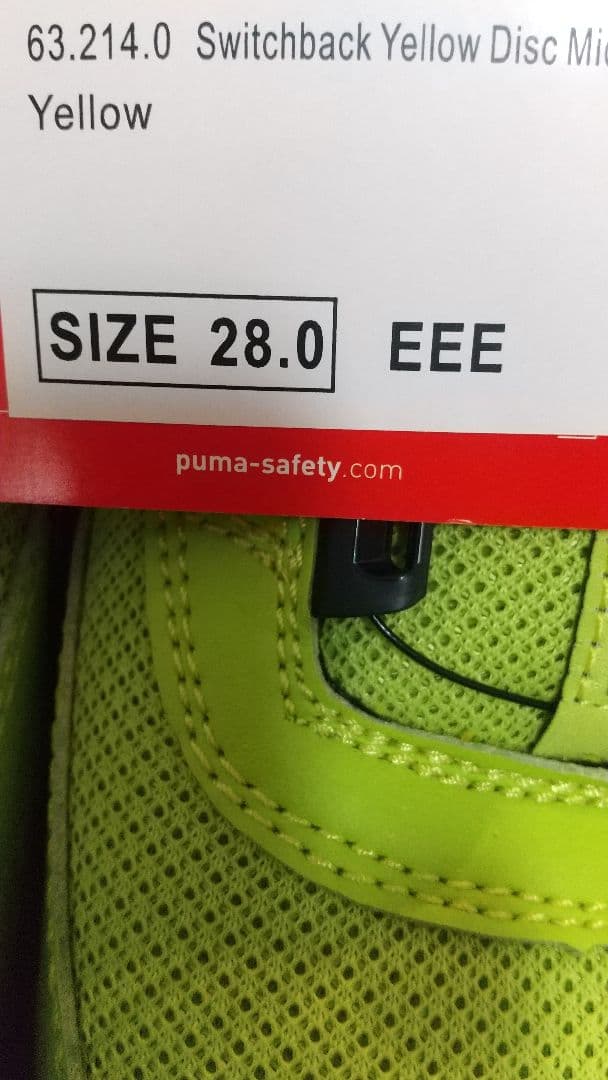 63.214.0 Switchback Yellow Disc
Yellow
SIZE 28.0 EEE
puma-safety.com